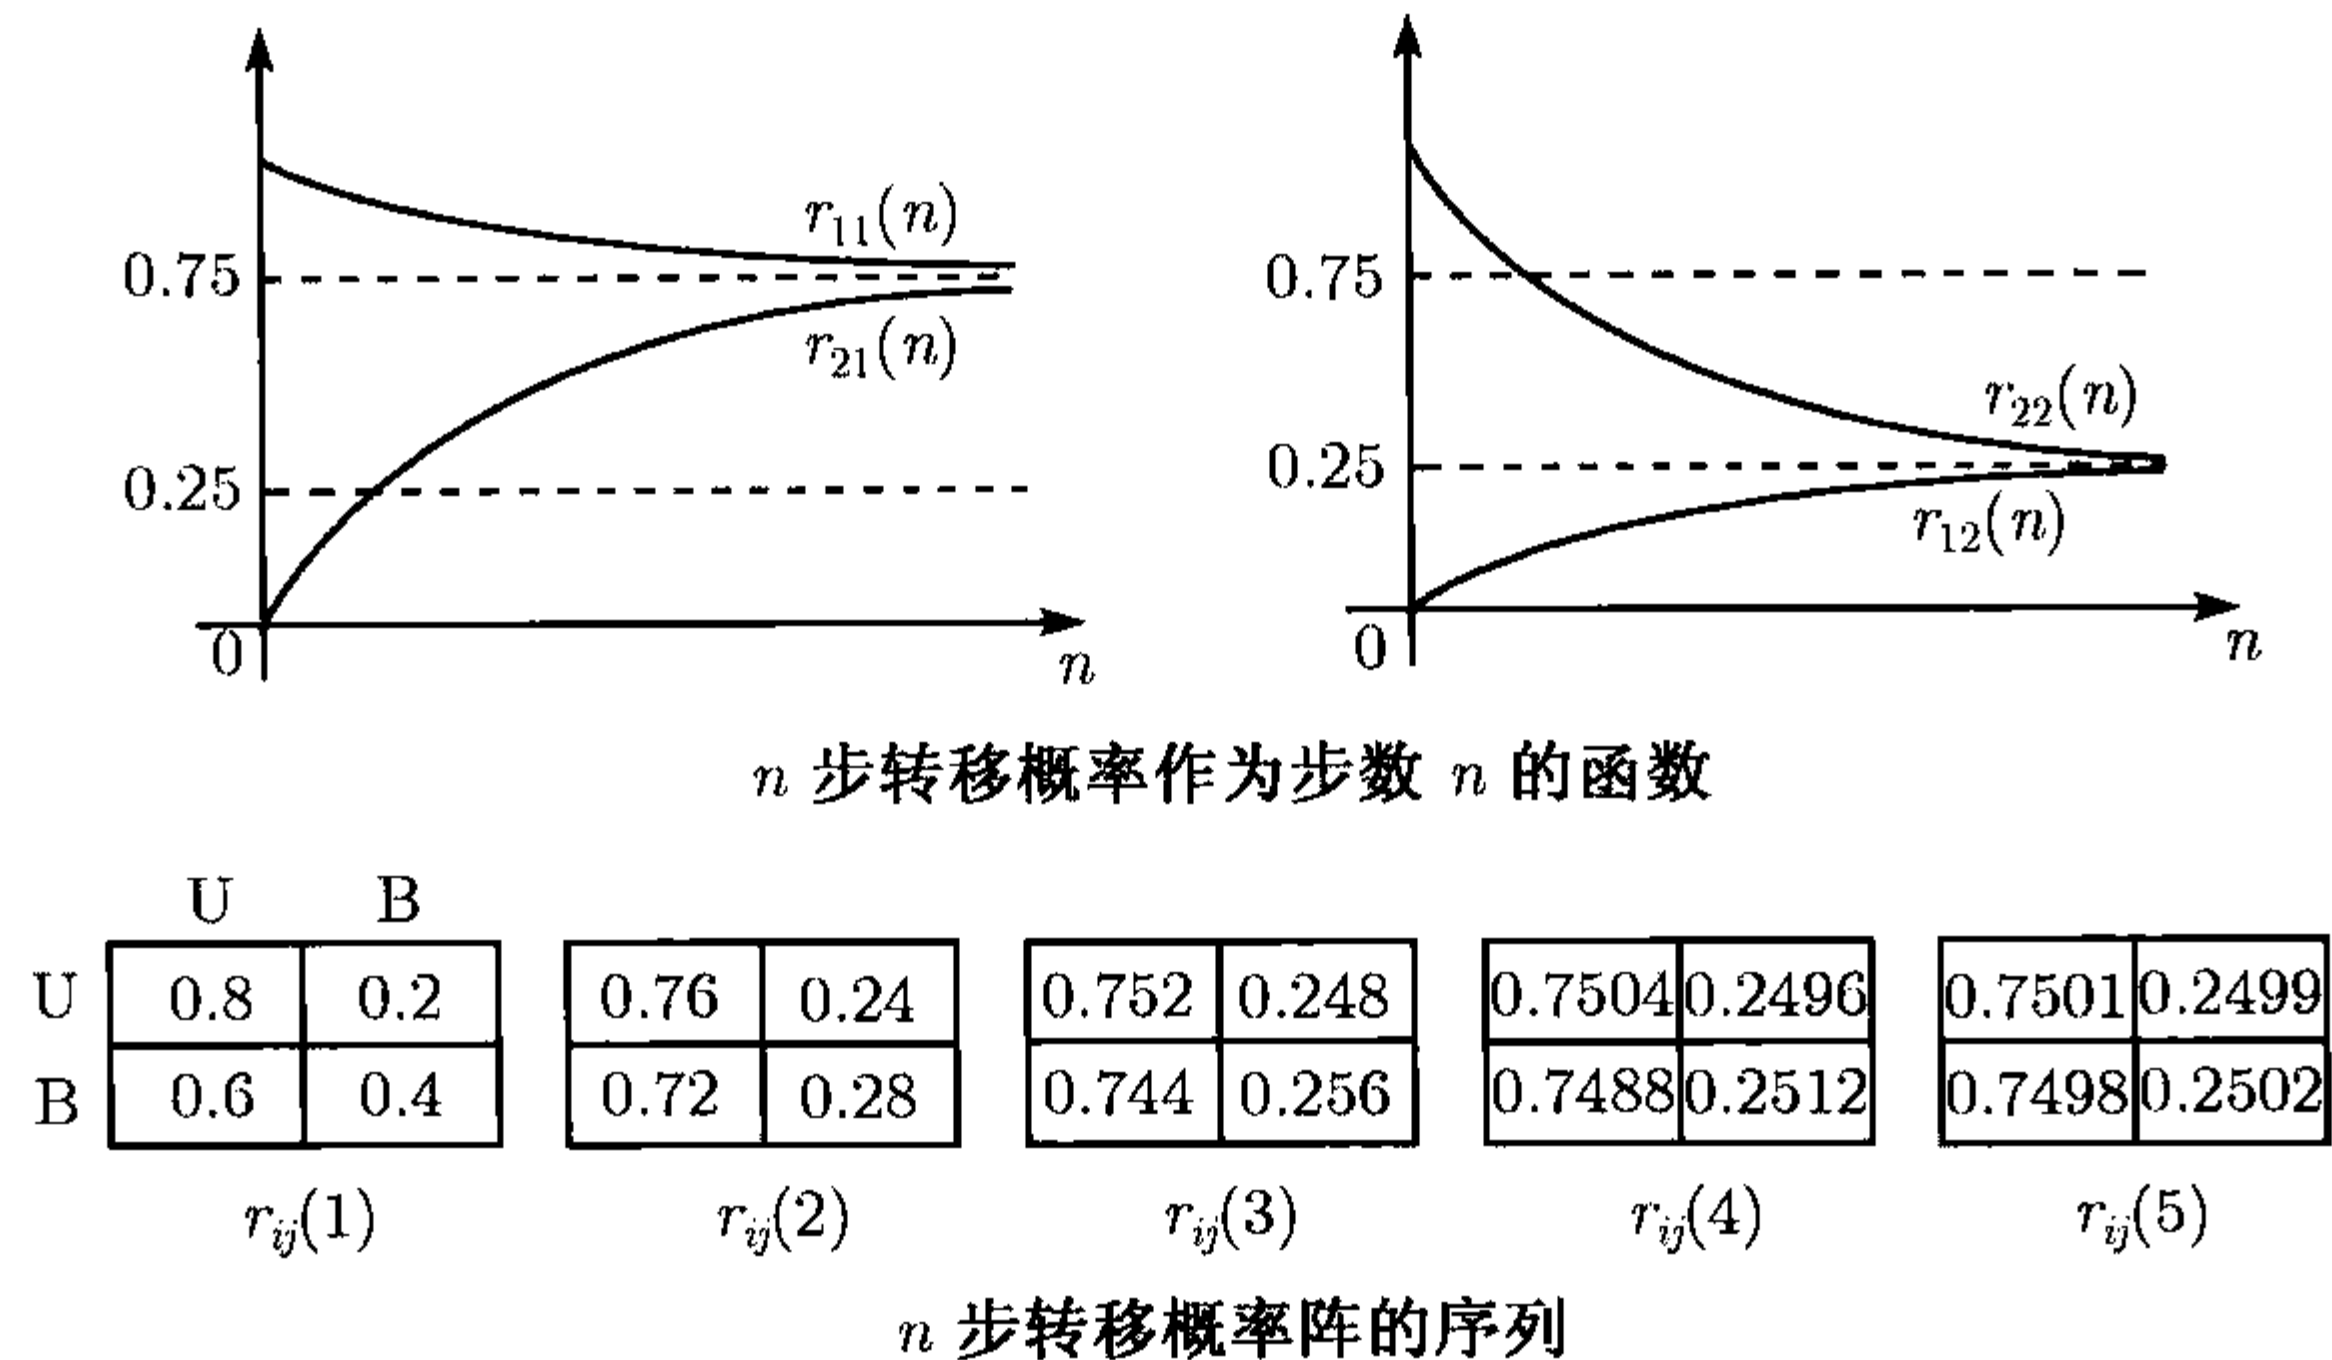 r₁₁(n)
0.75
r₂₁(n)
0.25
0
n
0.75
r₂₂(n)
0.25
r₁₂(n)
0
n
n 步转移概率作为步数 n 的函数
U B
U 0.8 0.2 0.76 0.24 0.752 0.248 0.7504 0.2496 0.7501 0.2499
B 0.6 0.4 0.72 0.28 0.744 0.256 0.7488 0.2512 0.7498 0.2502
rᵢⱼ(1) rᵢⱼ(2) rᵢⱼ(3) rᵢⱼ(4) rᵢⱼ(5)
n 步转移概率阵的序列